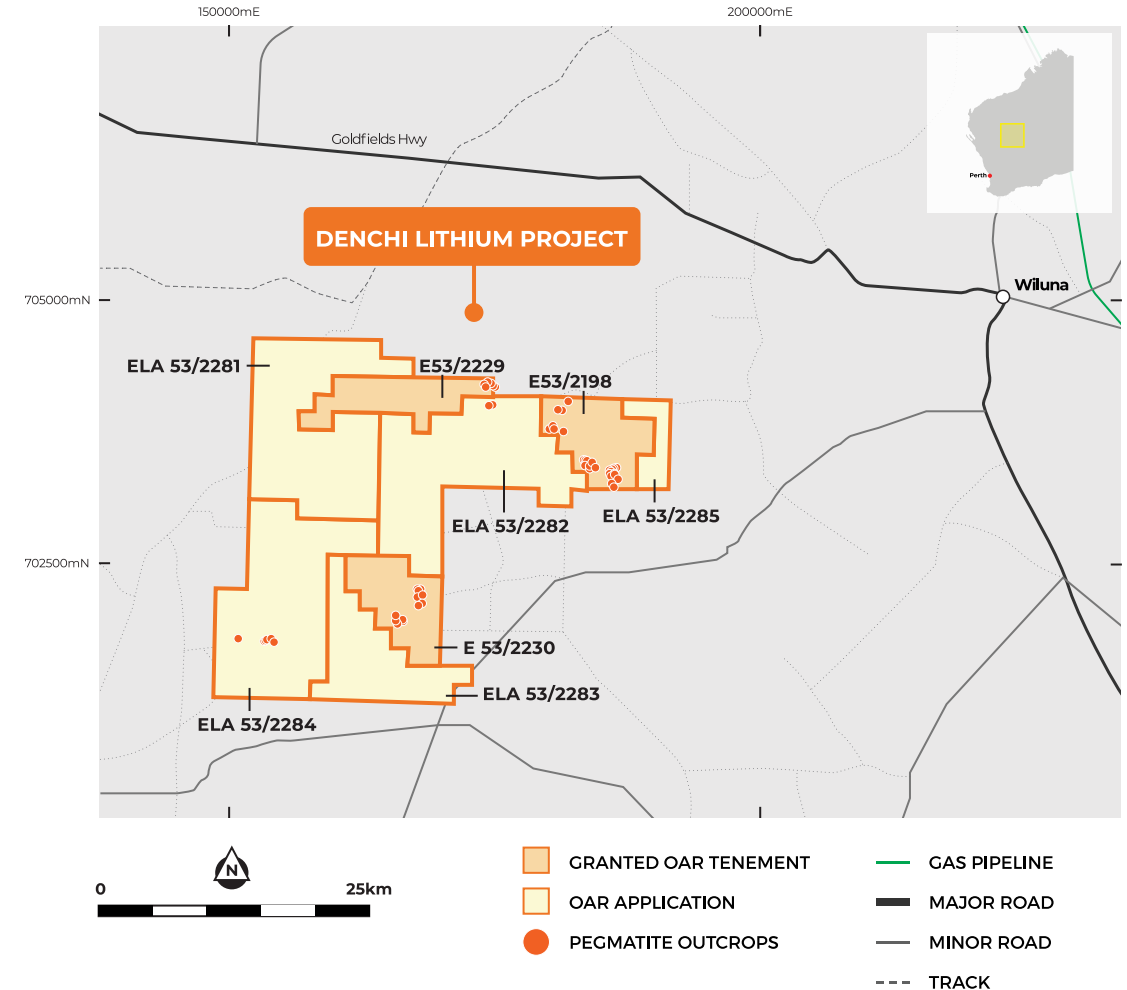 150000mE
200000mE
Goldfields Hwy
Perth
DENCHI LITHIUM PROJECT
Wiluna
705000mN
ELA 53/2281
E53/2229
E53/2198
ELA 53/2282
ELA 53/2285
702500mN
E 53/2230
ELA 53/2283
ELA 53/2284
N
0
25km
GRANTED OAR TENEMENT
OAR APPLICATION
PEGMATITE OUTCROPS
GAS PIPELINE
MAJOR ROAD
MINOR ROAD
TRACK